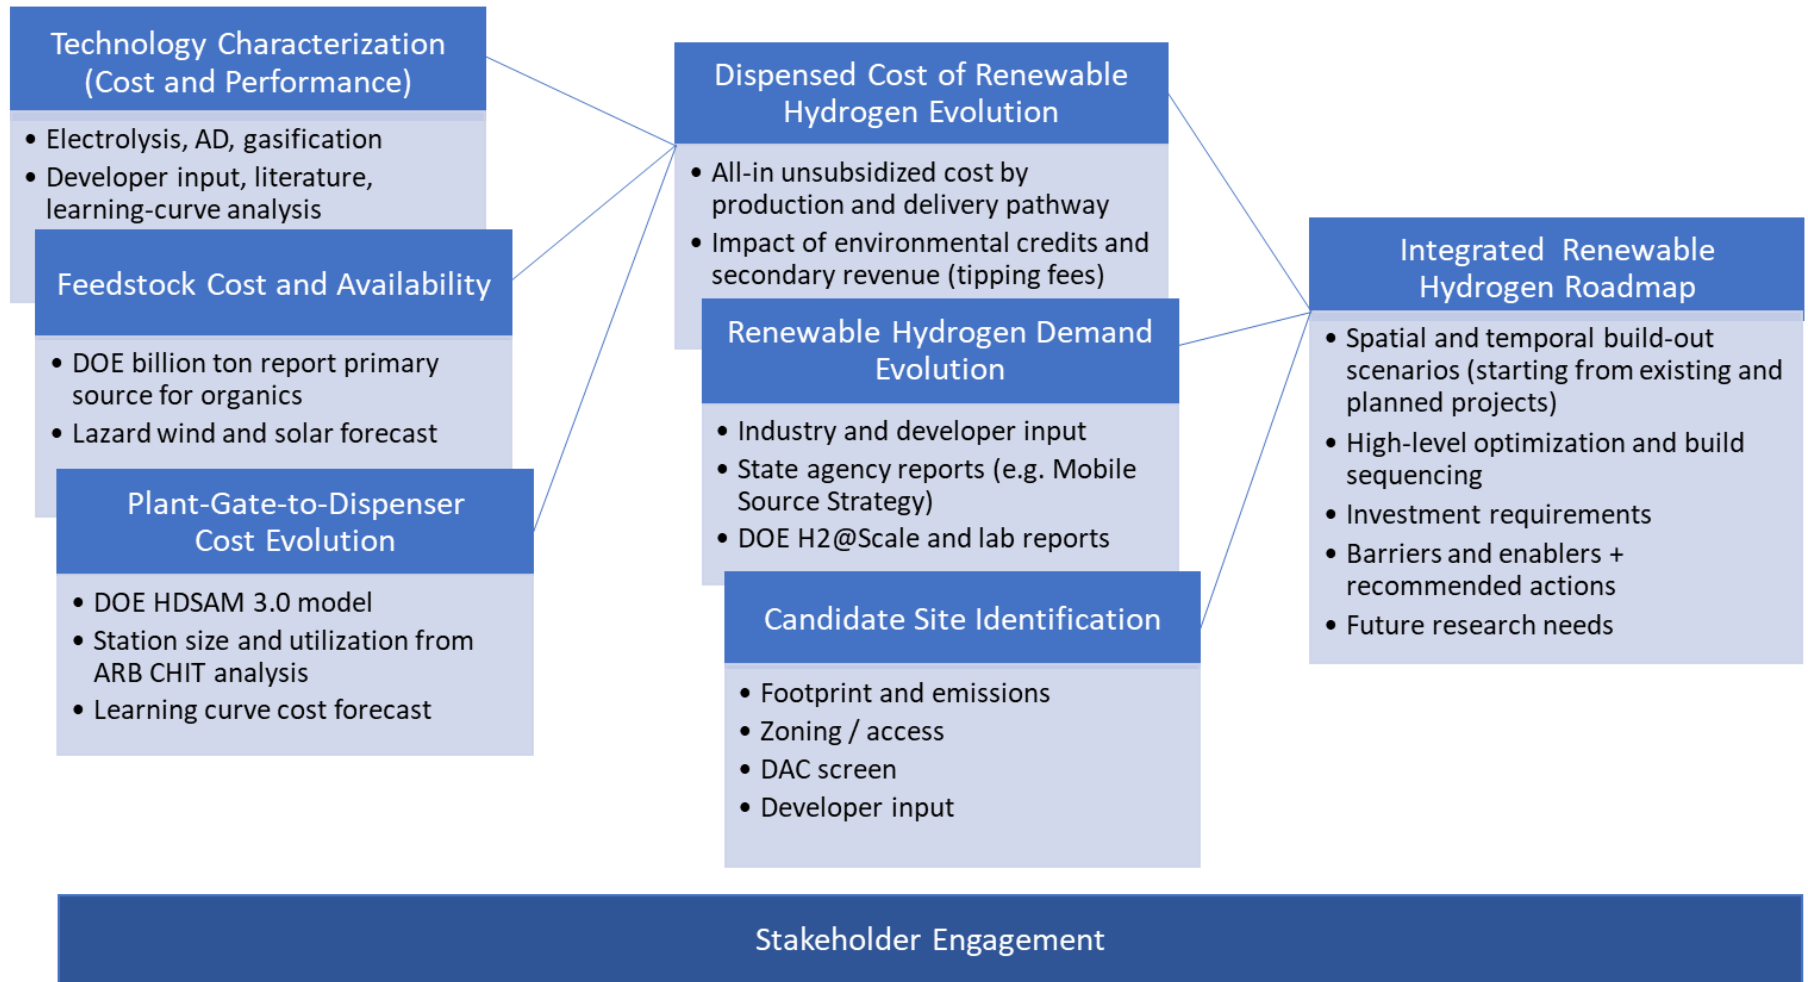 Technology Characterization
(Cost and Performance)
• Electrolysis, AD, gasification
• Developer input, literature,
learning-curve analysis
Feedstock Cost and Availability
• DOE billion ton report primary
source for organics
• Lazard wind and solar forecast
Plant-Gate-to-Dispenser
Cost Evolution
• DOE HDSAM 3.0 model
• Station size and utilization from
ARB CHIT analysis
• Learning curve cost forecast
Dispensed Cost of Renewable
Hydrogen Evolution
• All-in unsubsidized cost by
production and delivery pathway
• Impact of environmental credits and
secondary revenue (tipping fees)
Renewable Hydrogen Demand
Evolution
• Industry and developer input
• State agency reports (e.g. Mobile
Source Strategy)
• DOE H2@Scale and lab reports
Candidate Site Identification
• Footprint and emissions
• Zoning / access
• DAC screen
• Developer input
Integrated Renewable
Hydrogen Roadmap
• Spatial and temporal build-out
scenarios (starting from existing and
planned projects)
• High-level optimization and build
sequencing
• Investment requirements
• Barriers and enablers +
recommended actions
• Future research needs
Stakeholder Engagement